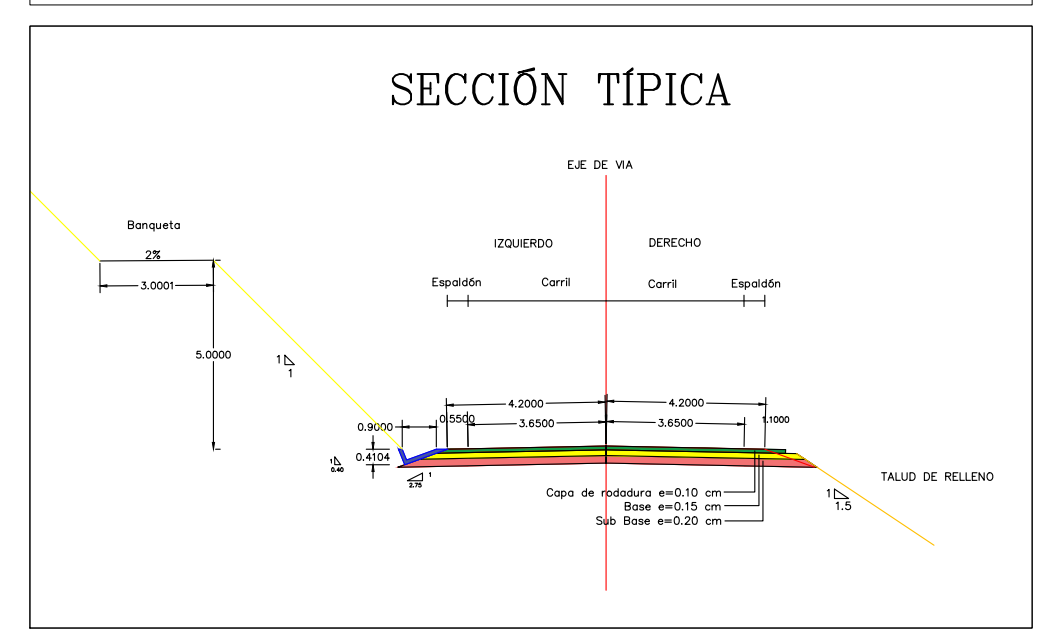 SECCIÓN TÍPICA
EJE DE VIA
Banqueta
2%
3.0001
IZQUIERDO
DERECHO
Espaldón
Carril
Carril
Espaldón
5.0000
1
1
4.2000
4.2000
0.9000
0.5500
3.6500
3.6500
1.1000
0.4104
1
0.40
1
2.75
Capa de rodadura e=0.10 cm
Base e=0.15 cm
Sub Base e=0.20 cm
TALUD DE RELLENO
1
1.5